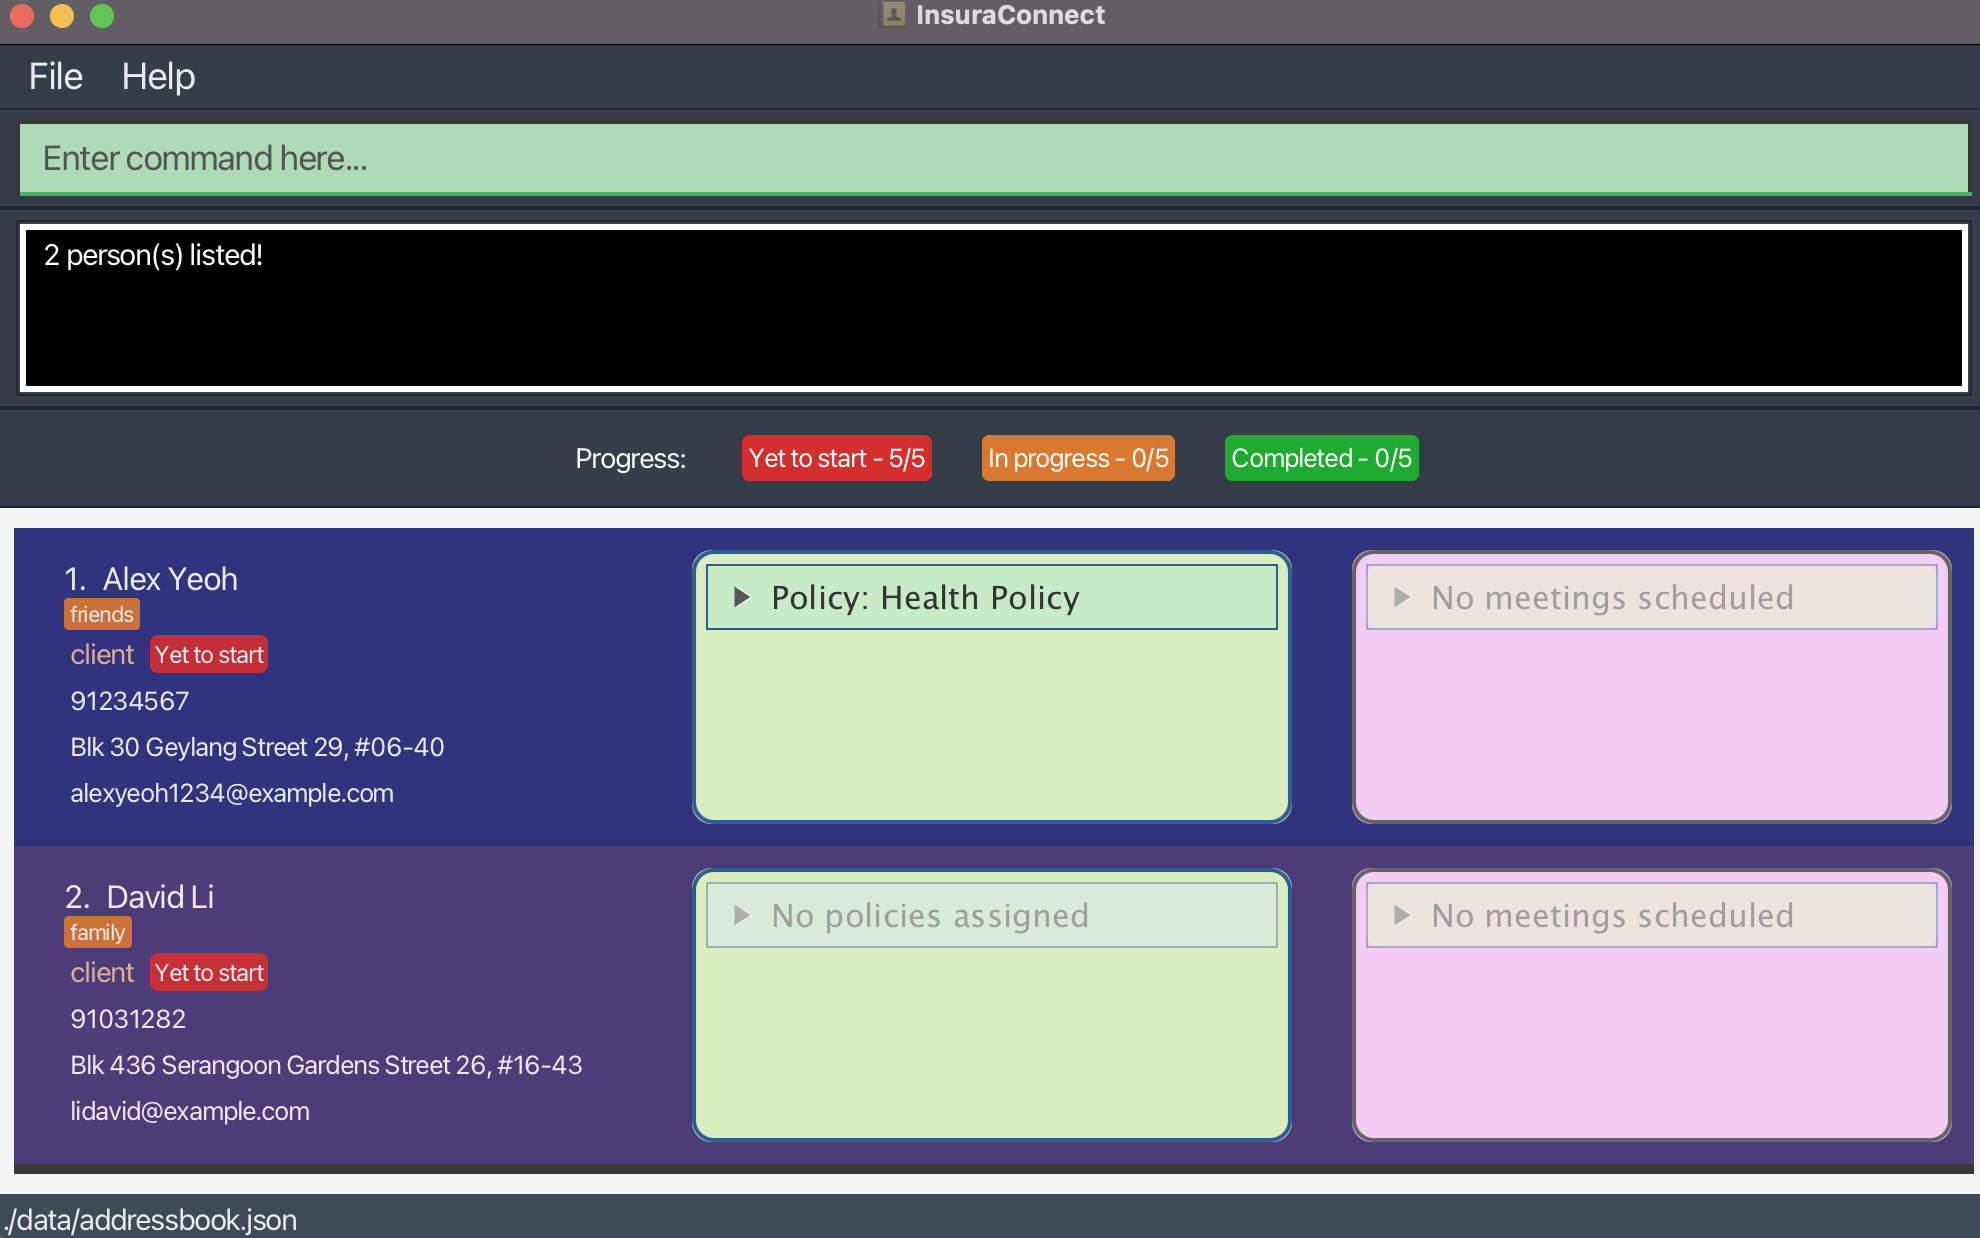 InsuraConnect
File Help
Enter command here...
2 person(s) listed!
Progress: Yet to start - 5/5 In progress - 0/5 Completed - 0/5
1. Alex Yeoh
friends
client Yet to start
91234567
Blk 30 Geylang Street 29, #06-40
alexyeoh1234@example.com
Policy: Health Policy
No meetings scheduled
2. David Li
family
client Yet to start
91031282
Blk 436 Serangoon Gardens Street 26, #16-43
lidavid@example.com
No policies assigned
No meetings scheduled
./data/addressbook.json